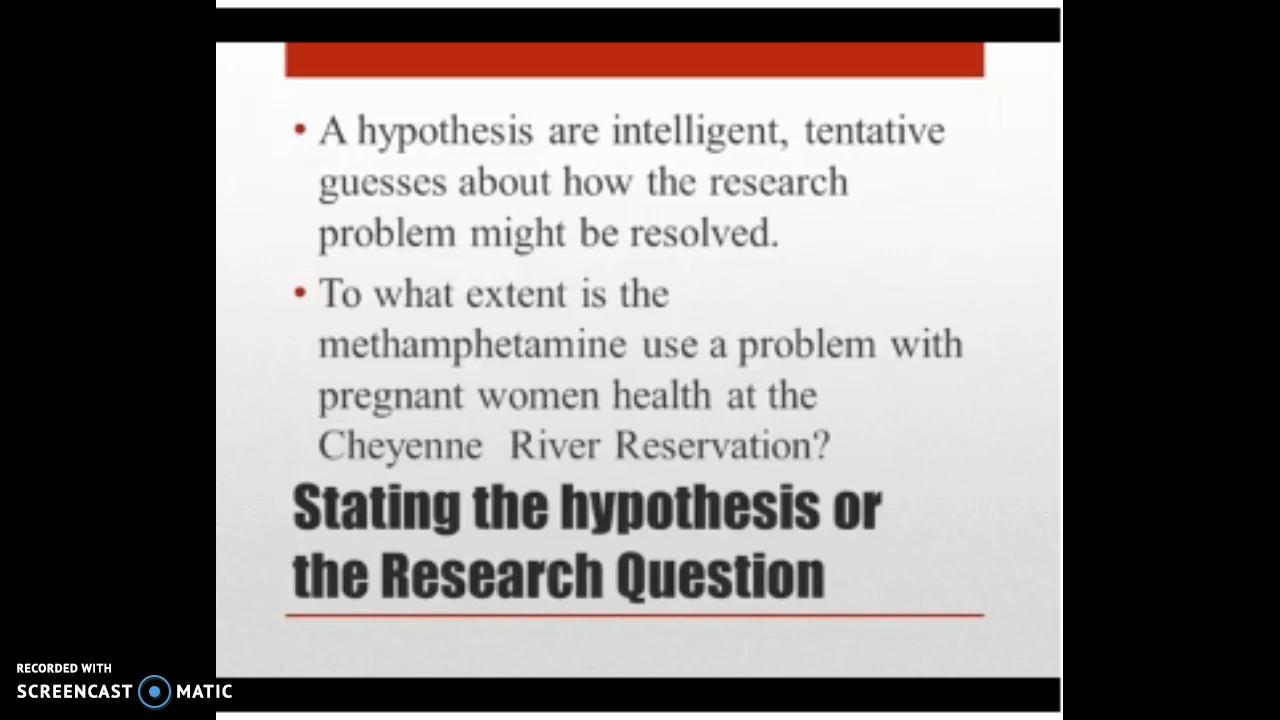 • A hypothesis are intelligent, tentative
guesses about how the research
problem might be resolved.
• To what extent is the
methamphetamine use a problem with
pregnant women health at the
Cheyenne River Reservation?
Stating the hypothesis or
the Research Question
RECORDED WITH
SCREENCAST MATIC